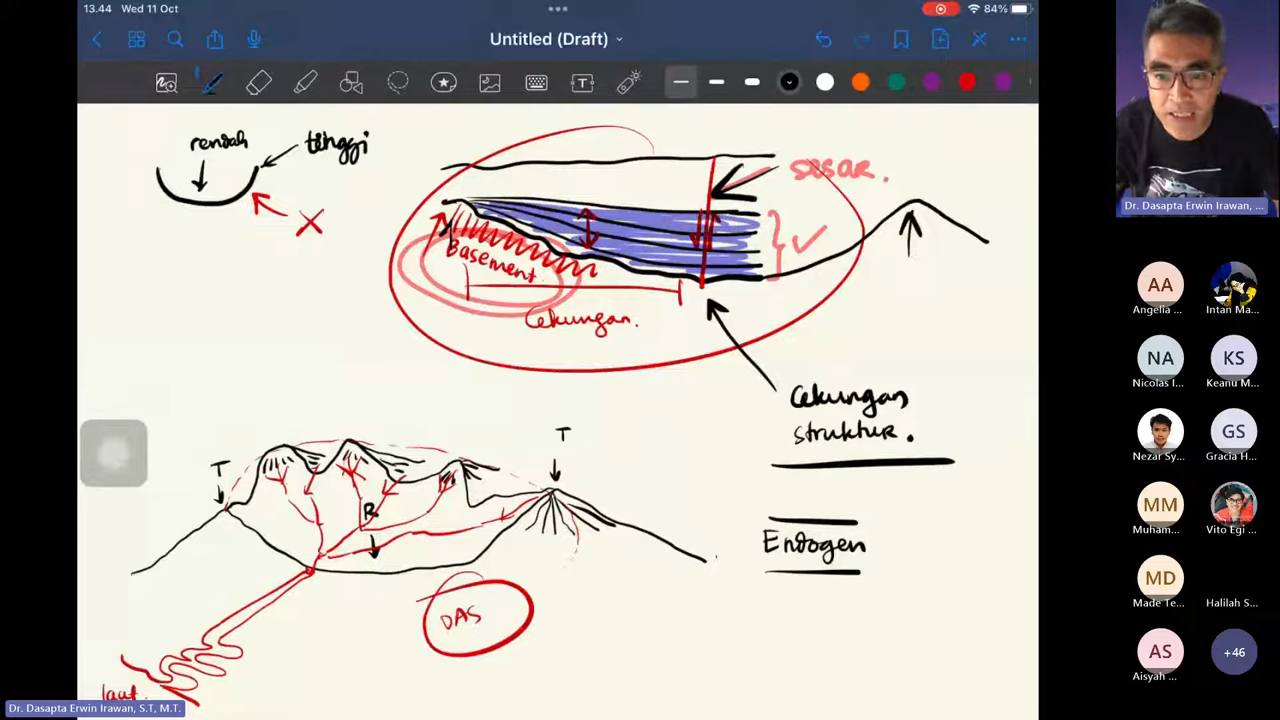 13.44 Wed 11 Oct
84%
Untitled (Draft)
T
rendah
tinggi
sesar.
Basement
Cekungan.
Cekungan
struktur.
T
T
R
Endogen
DAS
laut.
Dr. Dasapta Erwin Irawan, S.T, M.T.
Dr. Dasapta Erwin Irawan, ...
AA
Angelia ...
Intan Ma...
NA
Nicolas I...
KS
Keanu M...
Nezar Sy...
GS
Gracia H...
MM
Muham...
Vito Egi ...
MD
Made Te...
Halilah S...
AS
Aisyah ...
+46